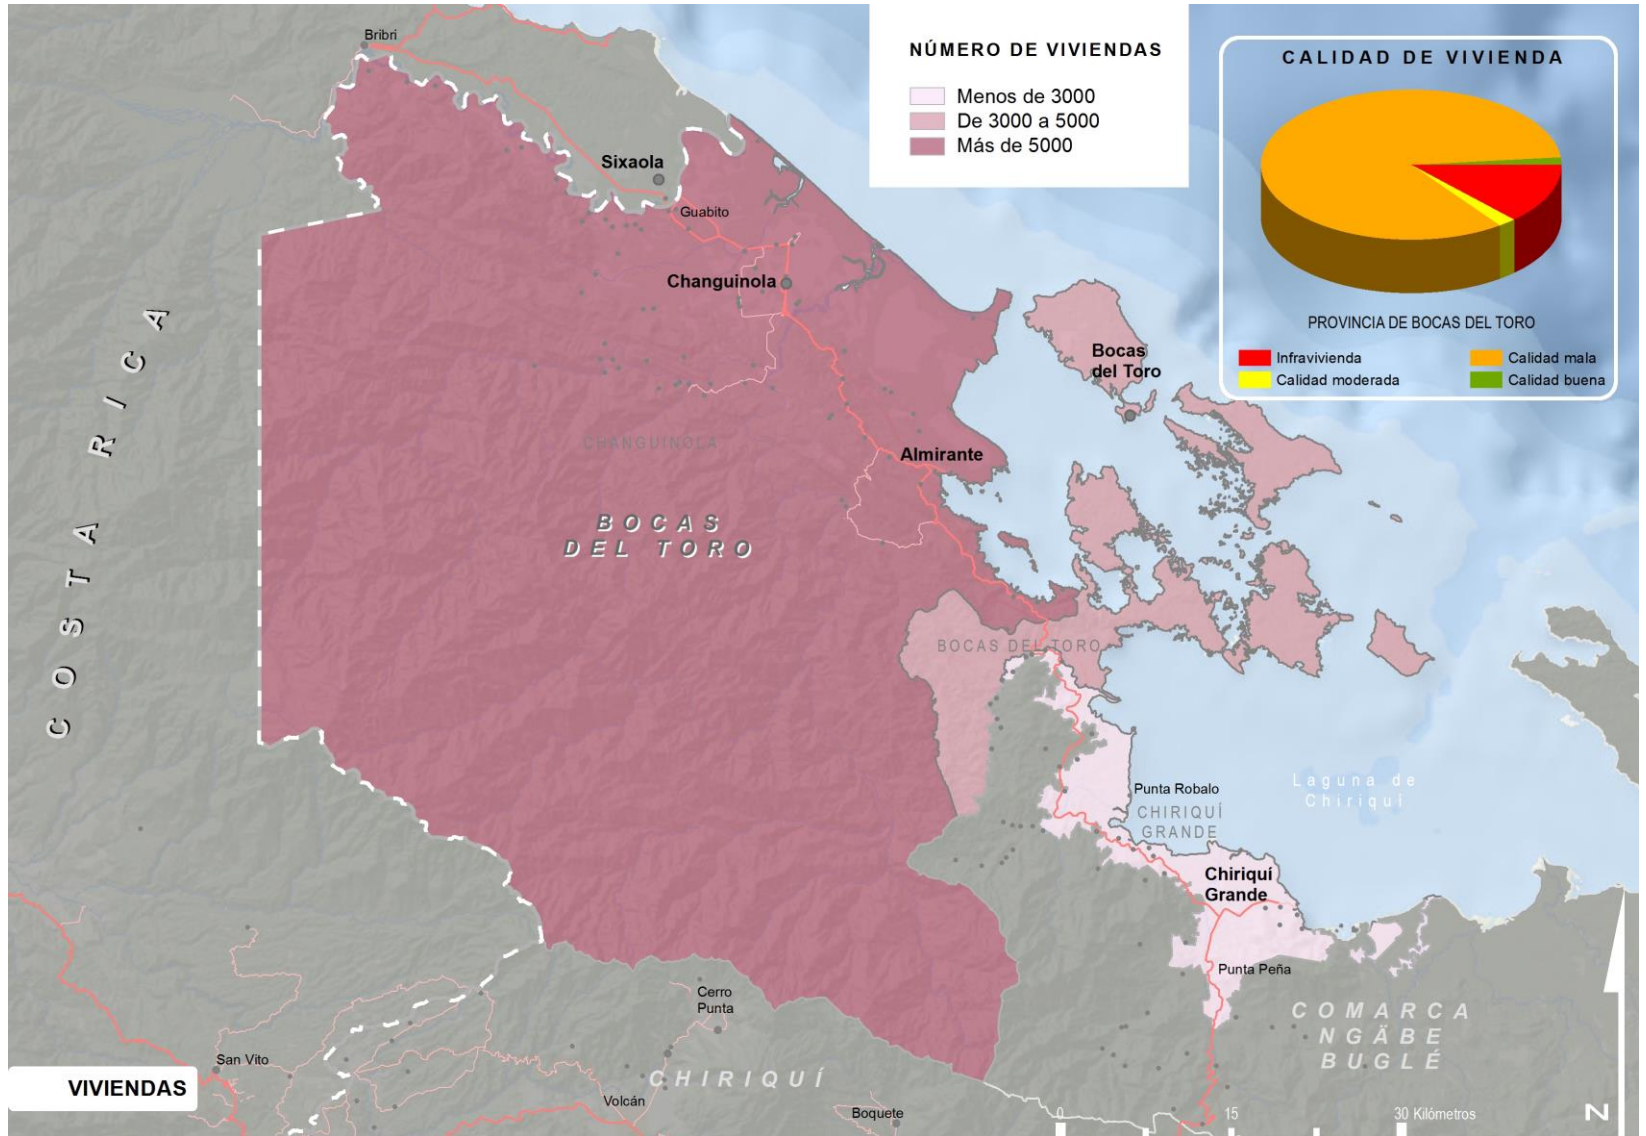 Bribri
NÚMERO DE VIVIENDAS
Menos de 3000
De 3000 a 5000
Más de 5000
CALIDAD DE VIVIENDA
PROVINCIA DE BOCAS DEL TORO
Infravivienda
Calidad mala
Calidad moderada
Calidad buena
Sixaola
Guabito
Changuinola
COSTA RICA
Bocas
del Toro
CHANGUINOLA
Almirante
BOCAS
DEL TORO
BOCAS DEL TORO
Punta Robalo
CHIRIQUÍ
GRANDE
Laguna de
Chiriquí
Chiriquí
Grande
Punta Peña
COMARCA
NGÄBE
BUGLÉ
Cerro
Punta
San Vito
CHIRIQUÍ
Volcán
Boquete
VIVIENDAS
0
15
30 Kilómetros
N